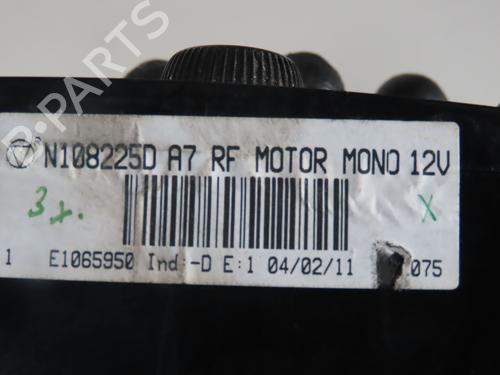 B-PARTS
N108225D A7 RF MOTOR MONO 12V
3x.
X
1 E1065950 Ind:-D E:1 04/02/11 075